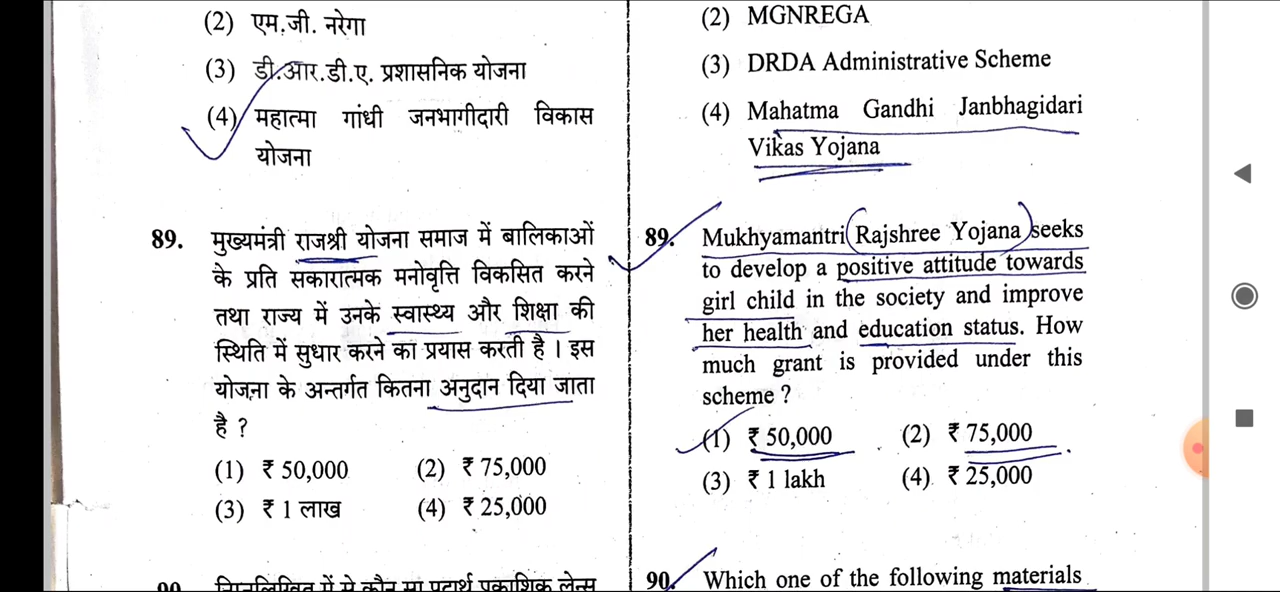 (2) एम.जी. नरेगा
(3) डी.आर.डी.ए. प्रशासनिक योजना
(4) महात्मा गांधी जनभागीदारी विकास
योजना
89. मुख्यमंत्री राजश्री योजना समाज में बालिकाओं
के प्रति सकारात्मक मनोवृत्ति विकसित करने
तथा राज्य में उनके स्वास्थ्य और शिक्षा की
स्थिति में सुधार करने का प्रयास करती है । इस
योजना के अन्तर्गत कितना अनुदान दिया जाता
है ?
(1) ₹ 50,000 (2) ₹ 75,000
(3) ₹ 1 लाख (4) ₹ 25,000
90. निम्नलिखित में से कौन सा पदार्थ प्रकाशिक लेन्स
(2) MGNREGA
(3) DRDA Administrative Scheme
(4) Mahatma Gandhi Janbhagidari
Vikas Yojana
89. Mukhyamantri Rajshree Yojana seeks
to develop a positive attitude towards
girl child in the society and improve
her health and education status. How
much grant is provided under this
scheme ?
(1) ₹ 50,000 (2) ₹ 75,000
(3) ₹ 1 lakh (4) ₹ 25,000
90. Which one of the following materials